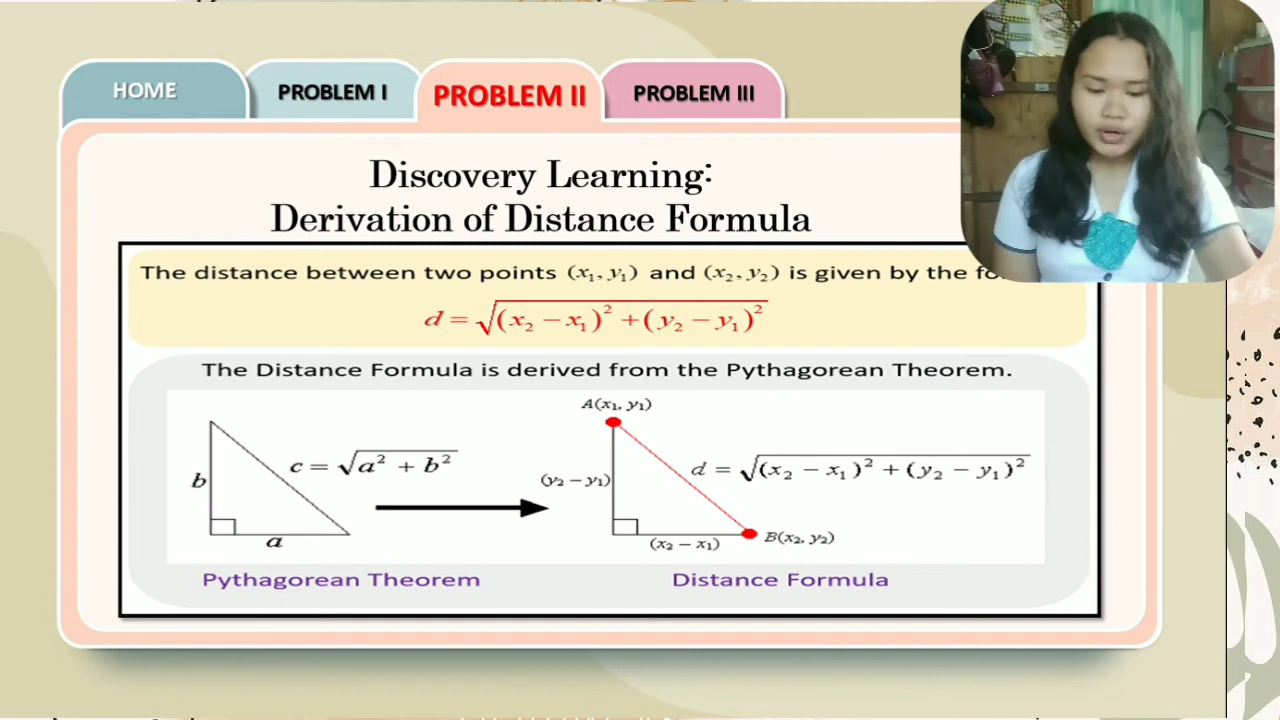 HOME
PROBLEM I
PROBLEM II
PROBLEM III
Discovery Learning:
Derivation of Distance Formula
The distance between two points (x₁, y₁) and (x₂, y₂) is given by the
d = √(x₂ − x₁)² + (y₂ − y₁)²
The Distance Formula is derived from the Pythagorean Theorem.
b
c = √a² + b²
a
Pythagorean Theorem
A(x₁, y₁)
(y₂ − y₁)
d = √(x₂ − x₁)² + (y₂ − y₁)²
B(x₂, y₂)
(x₂ − x₁)
Distance Formula